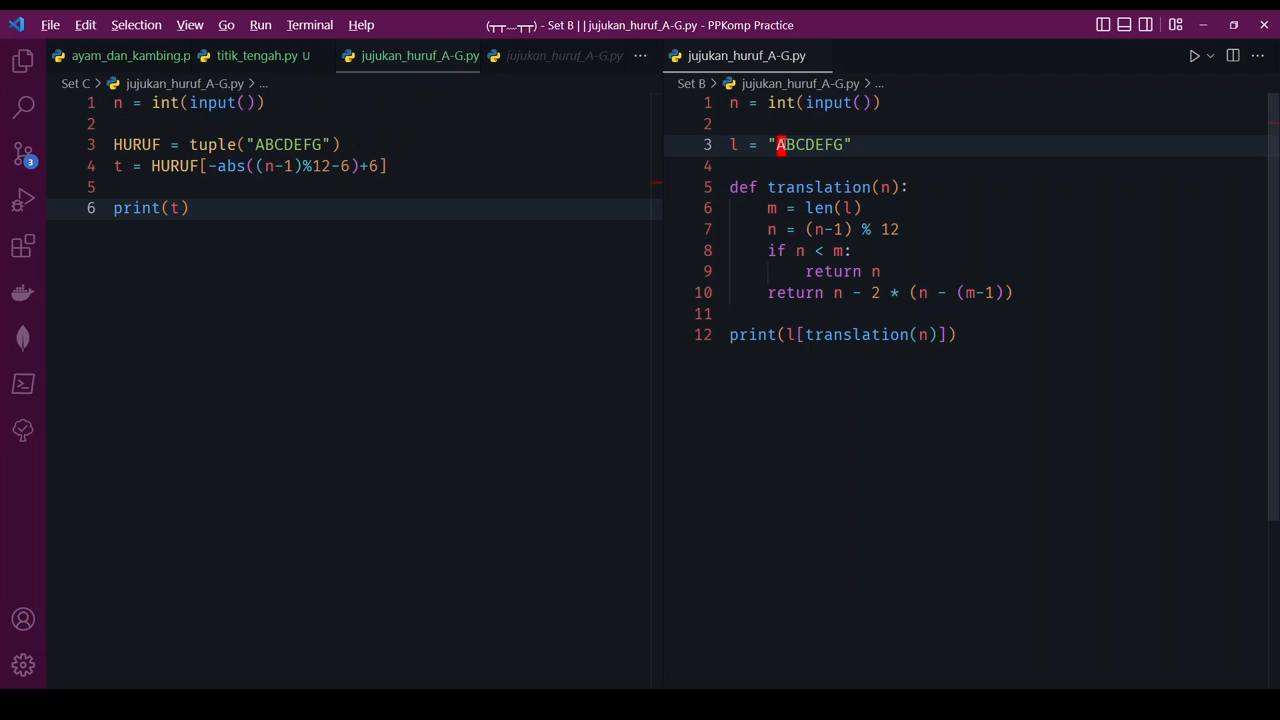 File Edit Selection View Go Run Terminal Help
(┬┬﹏┬┬) - Set B || jujukan_huruf_A-G.py - PPKomp Practice
ayam_dan_kambing.p titik_tengah.py U jujukan_huruf_A-G.py jujukan_huruf_A-G.py ...
Set C > jujukan_huruf_A-G.py > ...
1 n = int(input())
2
3 HURUF = tuple("ABCDEFG")
4 t = HURUF[-abs((n-1)%12-6)+6]
5
6 print(t)
3
jujukan_huruf_A-G.py ...
Set B > jujukan_huruf_A-G.py > ...
1 n = int(input())
2
3 l = "ABCDEFG"
4
5 def translation(n):
6     m = len(l)
7     n = (n-1) % 12
8     if n < m:
9         return n
10     return n - 2 * (n - (m-1))
11
12 print(l[translation(n)])